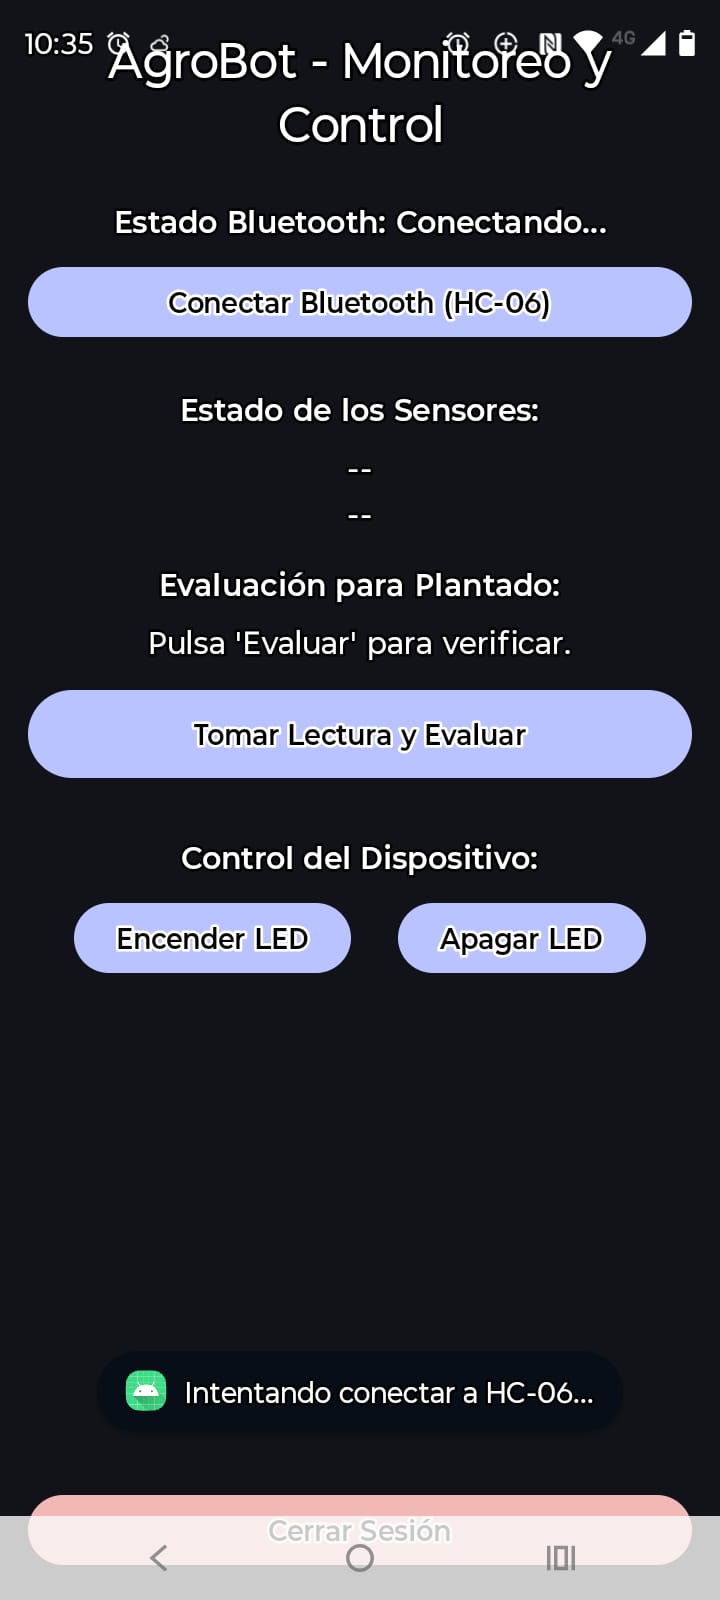 10:35
4G
AgroBot - Monitoreo y
Control
Estado Bluetooth: Conectando...
Conectar Bluetooth (HC-06)
Estado de los Sensores:
--
--
Evaluación para Plantado:
Pulsa 'Evaluar' para verificar.
Tomar Lectura y Evaluar
Control del Dispositivo:
Encender LED
Apagar LED
Intentando conectar a HC-06...
Cerrar Sesión